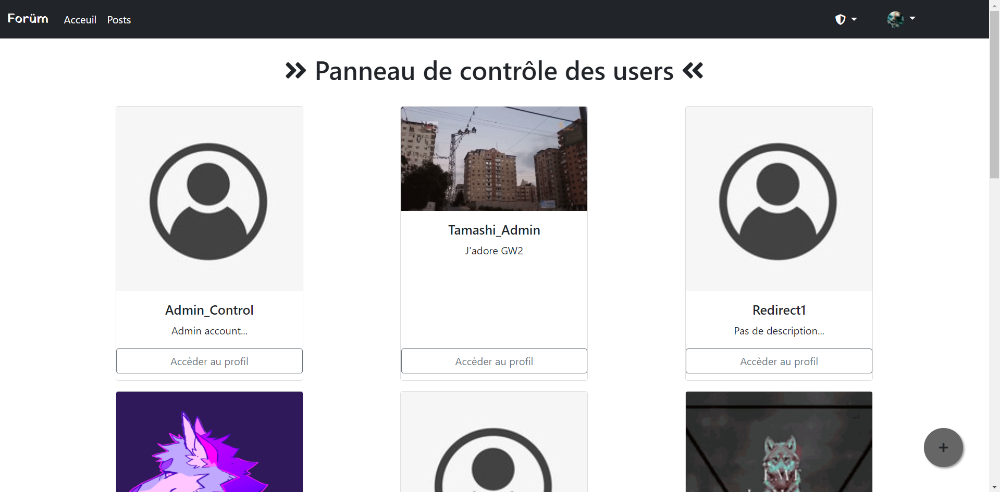 Forüm
Acceuil
Posts
Panneau de contrôle des users
Tamashi_Admin
J'adore GW2
Admin_Control
Admin account...
Redirect1
Pas de description...
Accèder au profil
Accèder au profil
Accèder au profil
+